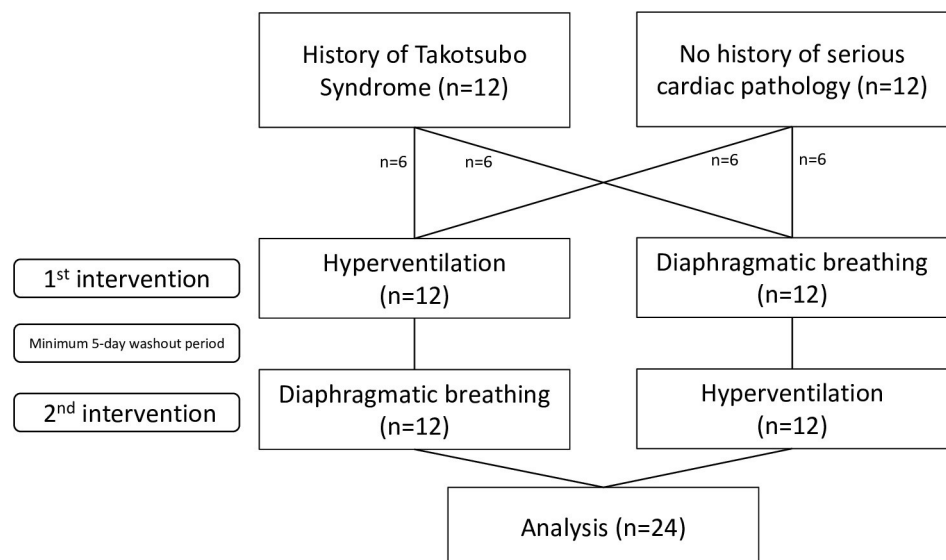 History of Takotsubo
Syndrome (n=12)
No history of serious
cardiac pathology (n=12)
n=6
n=6
n=6
n=6
1st intervention
Hyperventilation
(n=12)
Diaphragmatic breathing
(n=12)
Minimum 5-day washout period
2nd intervention
Diaphragmatic breathing
(n=12)
Hyperventilation
(n=12)
Analysis (n=24)